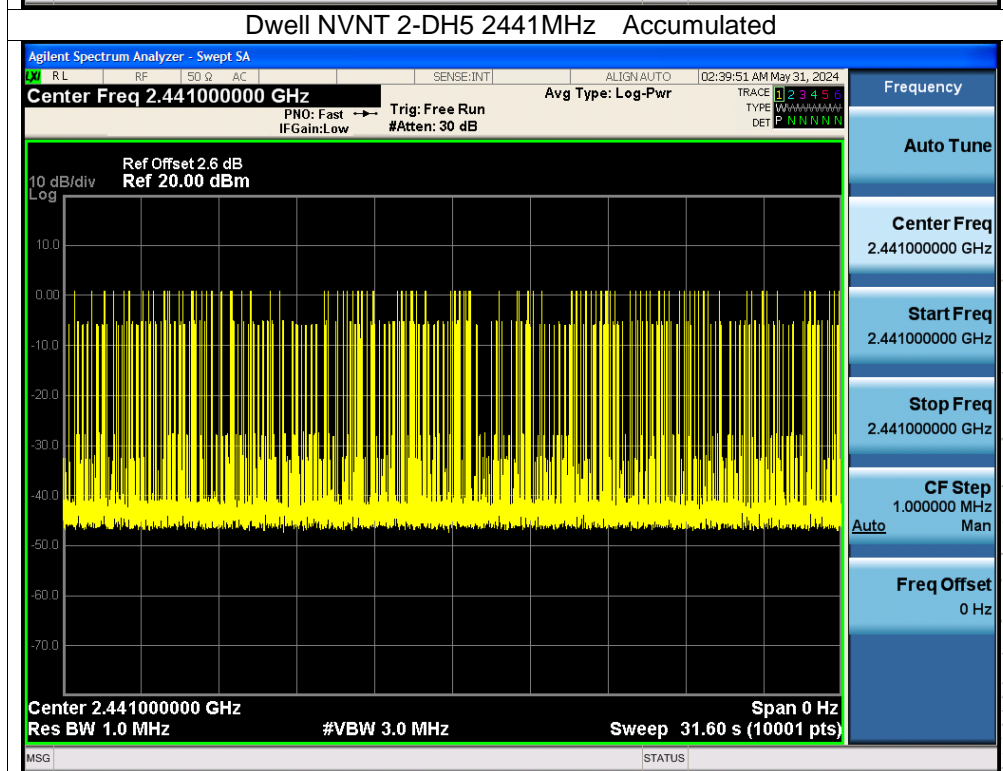 Dwell NVNT 2-DH5 2441MHz Accumulated
Agilent Spectrum Analyzer - Swept SA
LXI RL RF 50 Ω AC SENSE:INT ALIGN AUTO 02:39:51 AM May 31, 2024
Center Freq 2.441000000 GHz
PNO: Fast
IFGain:Low
Trig: Free Run
#Atten: 30 dB
Avg Type: Log-Pwr
TRACE 1 2 3 4 5 6
TYPE WWWWWW
DET P N N N N N
Ref Offset 2.6 dB
10 dB/div Ref 20.00 dBm
Log
10.0
0.00
-10.0
-20.0
-30.0
-40.0
-50.0
-60.0
-70.0
Center 2.441000000 GHz Span 0 Hz
Res BW 1.0 MHz #VBW 3.0 MHz Sweep 31.60 s (10001 pts)
MSG STATUS
Frequency
Auto Tune
Center Freq
2.441000000 GHz
Start Freq
2.441000000 GHz
Stop Freq
2.441000000 GHz
CF Step
1.000000 MHz
Auto Man
Freq Offset
0 Hz